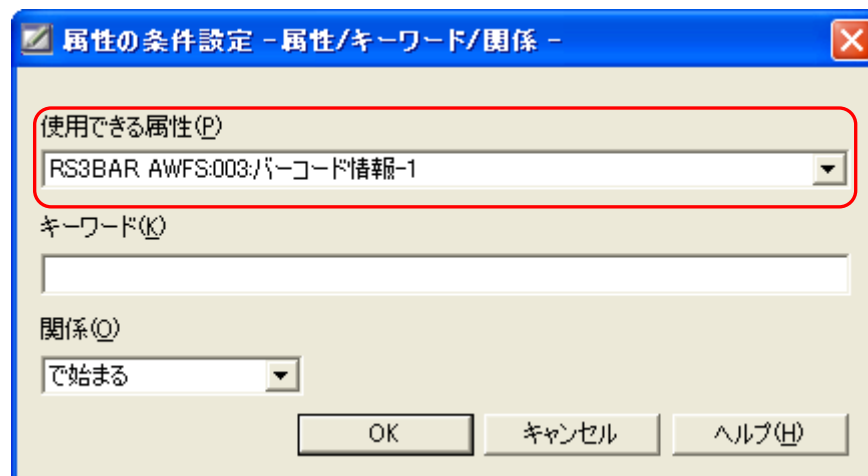 属性の条件設定 -属性/キーワード/関係 -
使用できる属性(P)
RS3BAR AWFS:003:バーコード情報-1
キーワード(K)
関係(O)
で始まる
OK キャンセル ヘルプ(H)